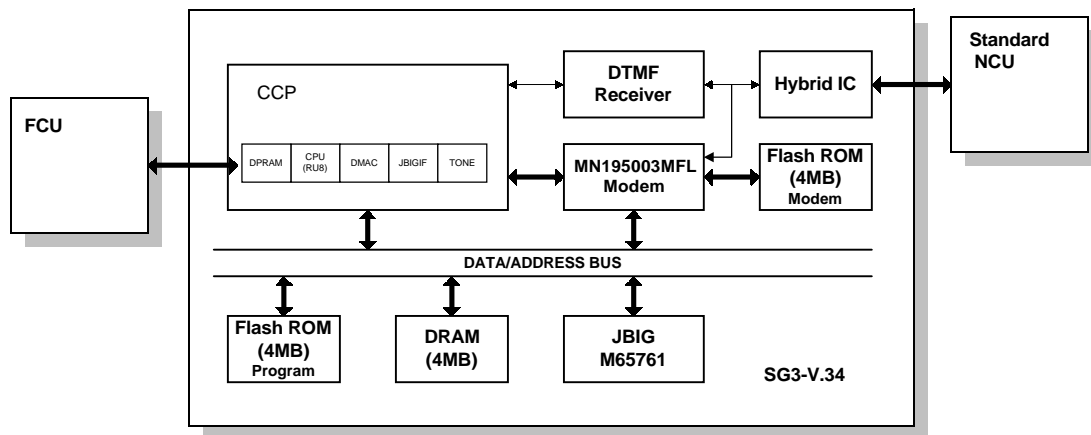 FCU
CCP
DPRAM
CPU
(RU8)
DMAC
JBIGIF
TONE
DTMF
Receiver
Hybrid IC
Standard
NCU
MN195003MFL
Modem
Flash ROM
(4MB)
Modem
DATA/ADDRESS BUS
Flash ROM
(4MB)
Program
DRAM
(4MB)
JBIG
M65761
SG3-V.34